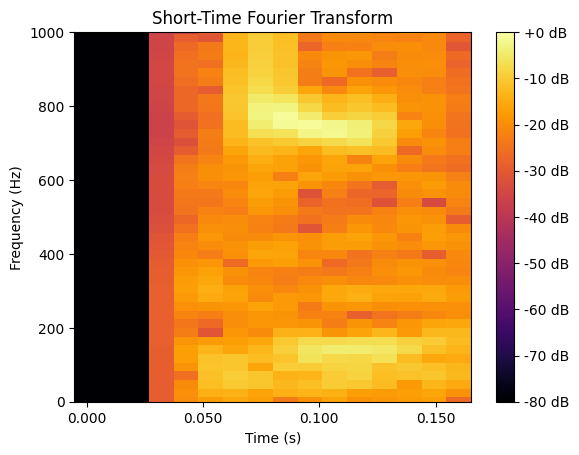 Short-Time Fourier Transform
1000
800
600
400
200
0
Frequency (Hz)
0.000
0.050
0.100
0.150
Time (s)
+0 dB
-10 dB
-20 dB
-30 dB
-40 dB
-50 dB
-60 dB
-70 dB
-80 dB